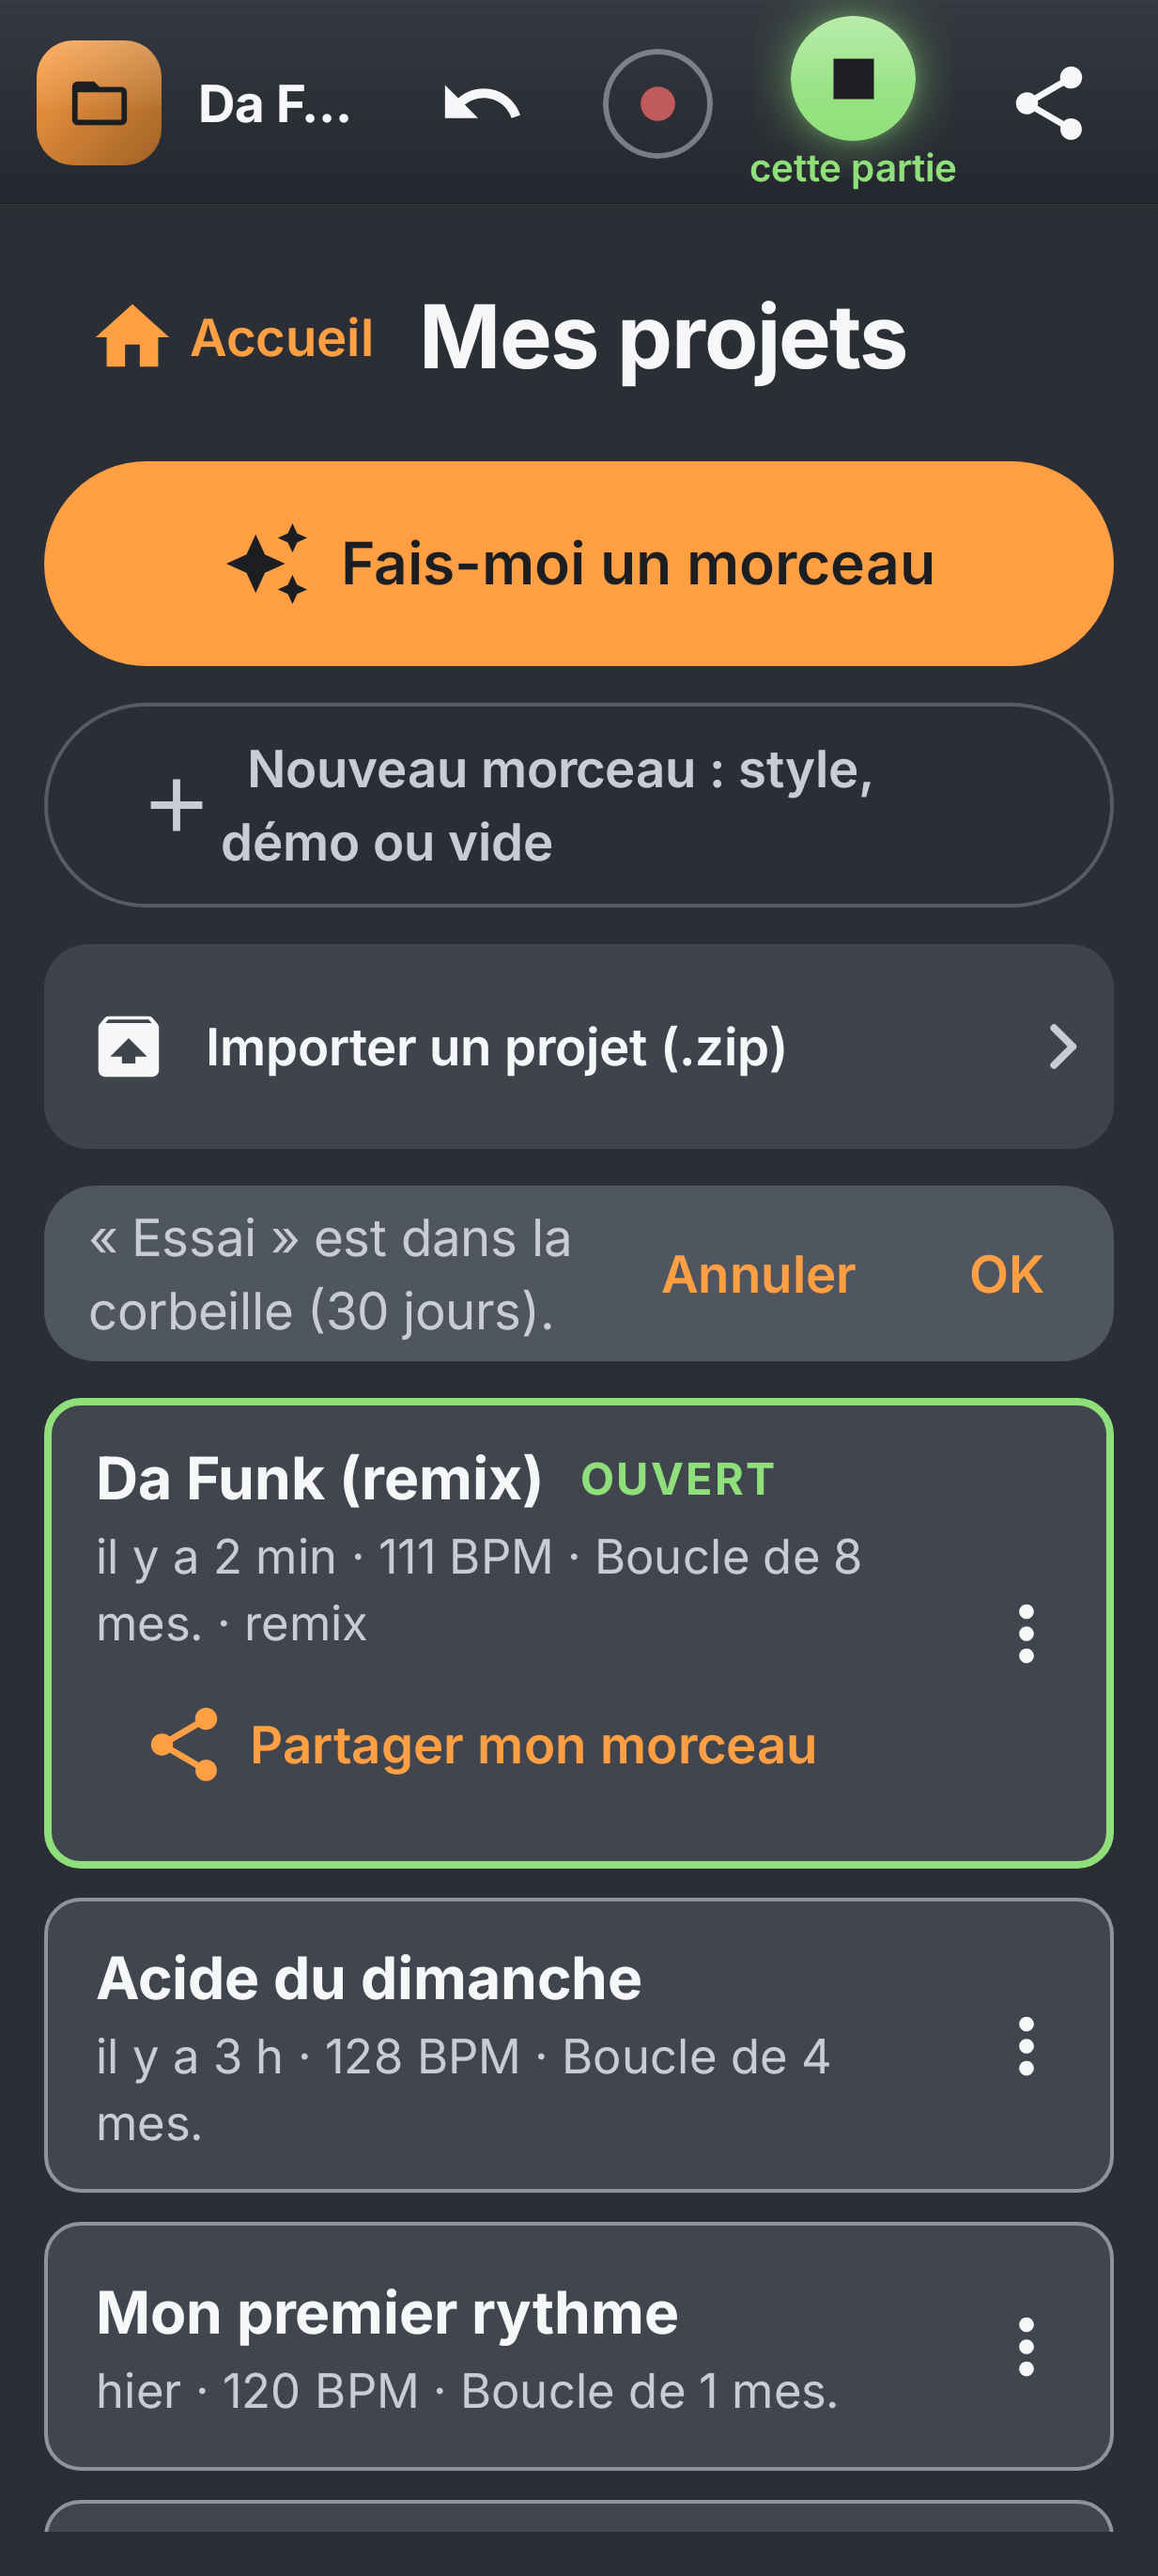 Da F...
cette partie
Accueil
Mes projets
Fais-moi un morceau
Nouveau morceau : style,
démo ou vide
Importer un projet (.zip)
« Essai » est dans la
corbeille (30 jours).
Annuler
OK
Da Funk (remix) OUVERT
il y a 2 min · 111 BPM · Boucle de 8
mes. · remix
Partager mon morceau
Acide du dimanche
il y a 3 h · 128 BPM · Boucle de 4
mes.
Mon premier rythme
hier · 120 BPM · Boucle de 1 mes.